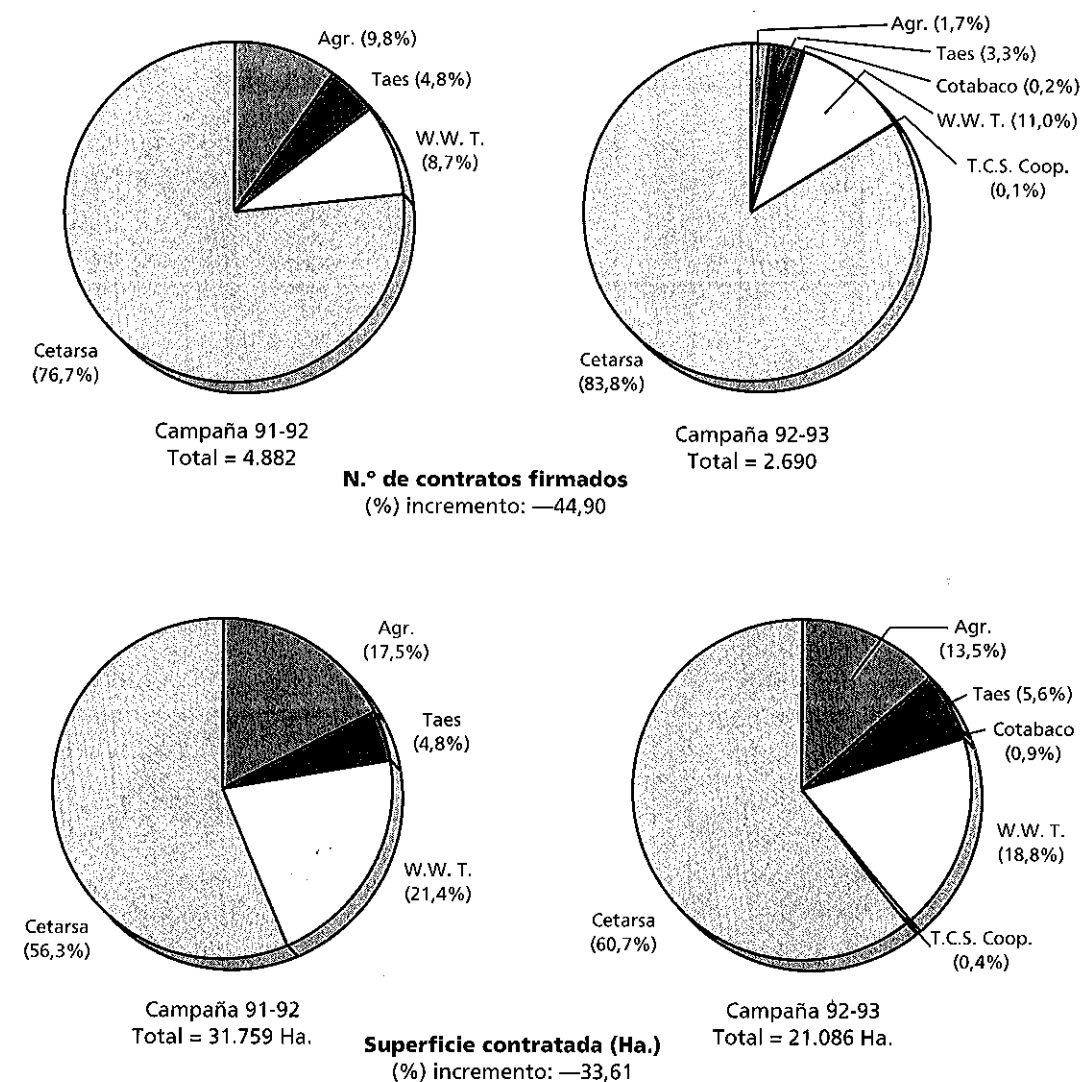 Agr. (9,8%)
Taes (4,8%)
W.W. T.
(8,7%)
Cetarsa
(76,7%)
Campaña 91-92
Total = 4.882
Agr. (1,7%)
Taes (3,3%)
Cotabaco (0,2%)
W.W. T. (11,0%)
T.C.S. Coop.
(0,1%)
Cetarsa
(83,8%)
Campaña 92-93
Total = 2.690
N.º de contratos firmados
(%) incremento: —44,90
Agr.
(17,5%)
Taes
(4,8%)
W.W. T.
(21,4%)
Cetarsa
(56,3%)
Campaña 91-92
Total = 31.759 Ha.
Agr.
(13,5%)
Taes (5,6%)
Cotabaco
(0,9%)
W.W. T.
(18,8%)
T.C.S. Coop.
(0,4%)
Cetarsa
(60,7%)
Campaña 92-93
Total = 21.086 Ha.
Superficie contratada (Ha.)
(%) incremento: —33,61